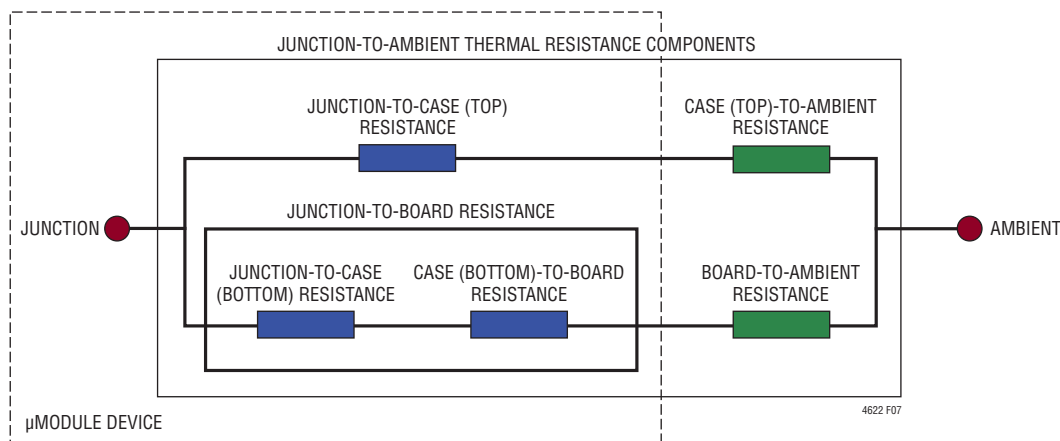 JUNCTION-TO-AMBIENT THERMAL RESISTANCE COMPONENTS
JUNCTION-TO-CASE (TOP)
RESISTANCE
CASE (TOP)-TO-AMBIENT
RESISTANCE
JUNCTION
JUNCTION-TO-BOARD RESISTANCE
AMBIENT
JUNCTION-TO-CASE
(BOTTOM) RESISTANCE
CASE (BOTTOM)-TO-BOARD
RESISTANCE
BOARD-TO-AMBIENT
RESISTANCE
4622 F07
µMODULE DEVICE